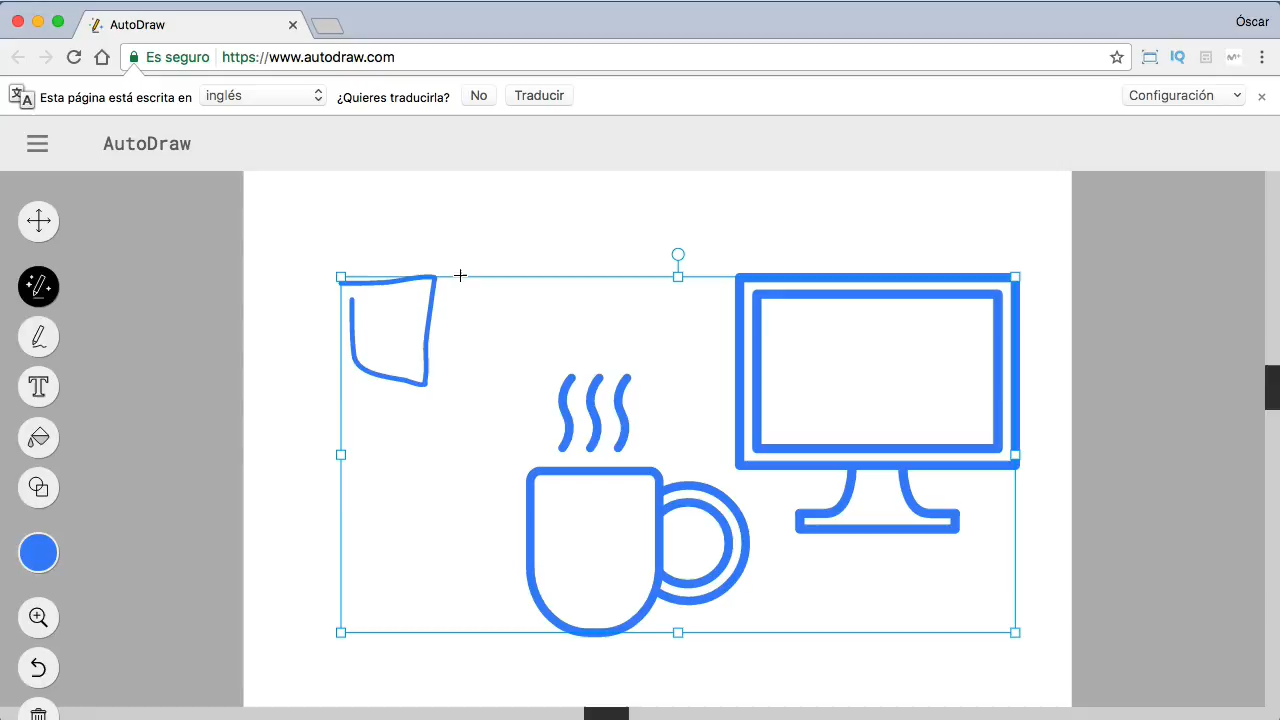 AutoDraw
Óscar
Es seguro https://www.autodraw.com
Esta página está escrita en inglés ¿Quieres traducirla? No Traducir Configuración
AutoDraw